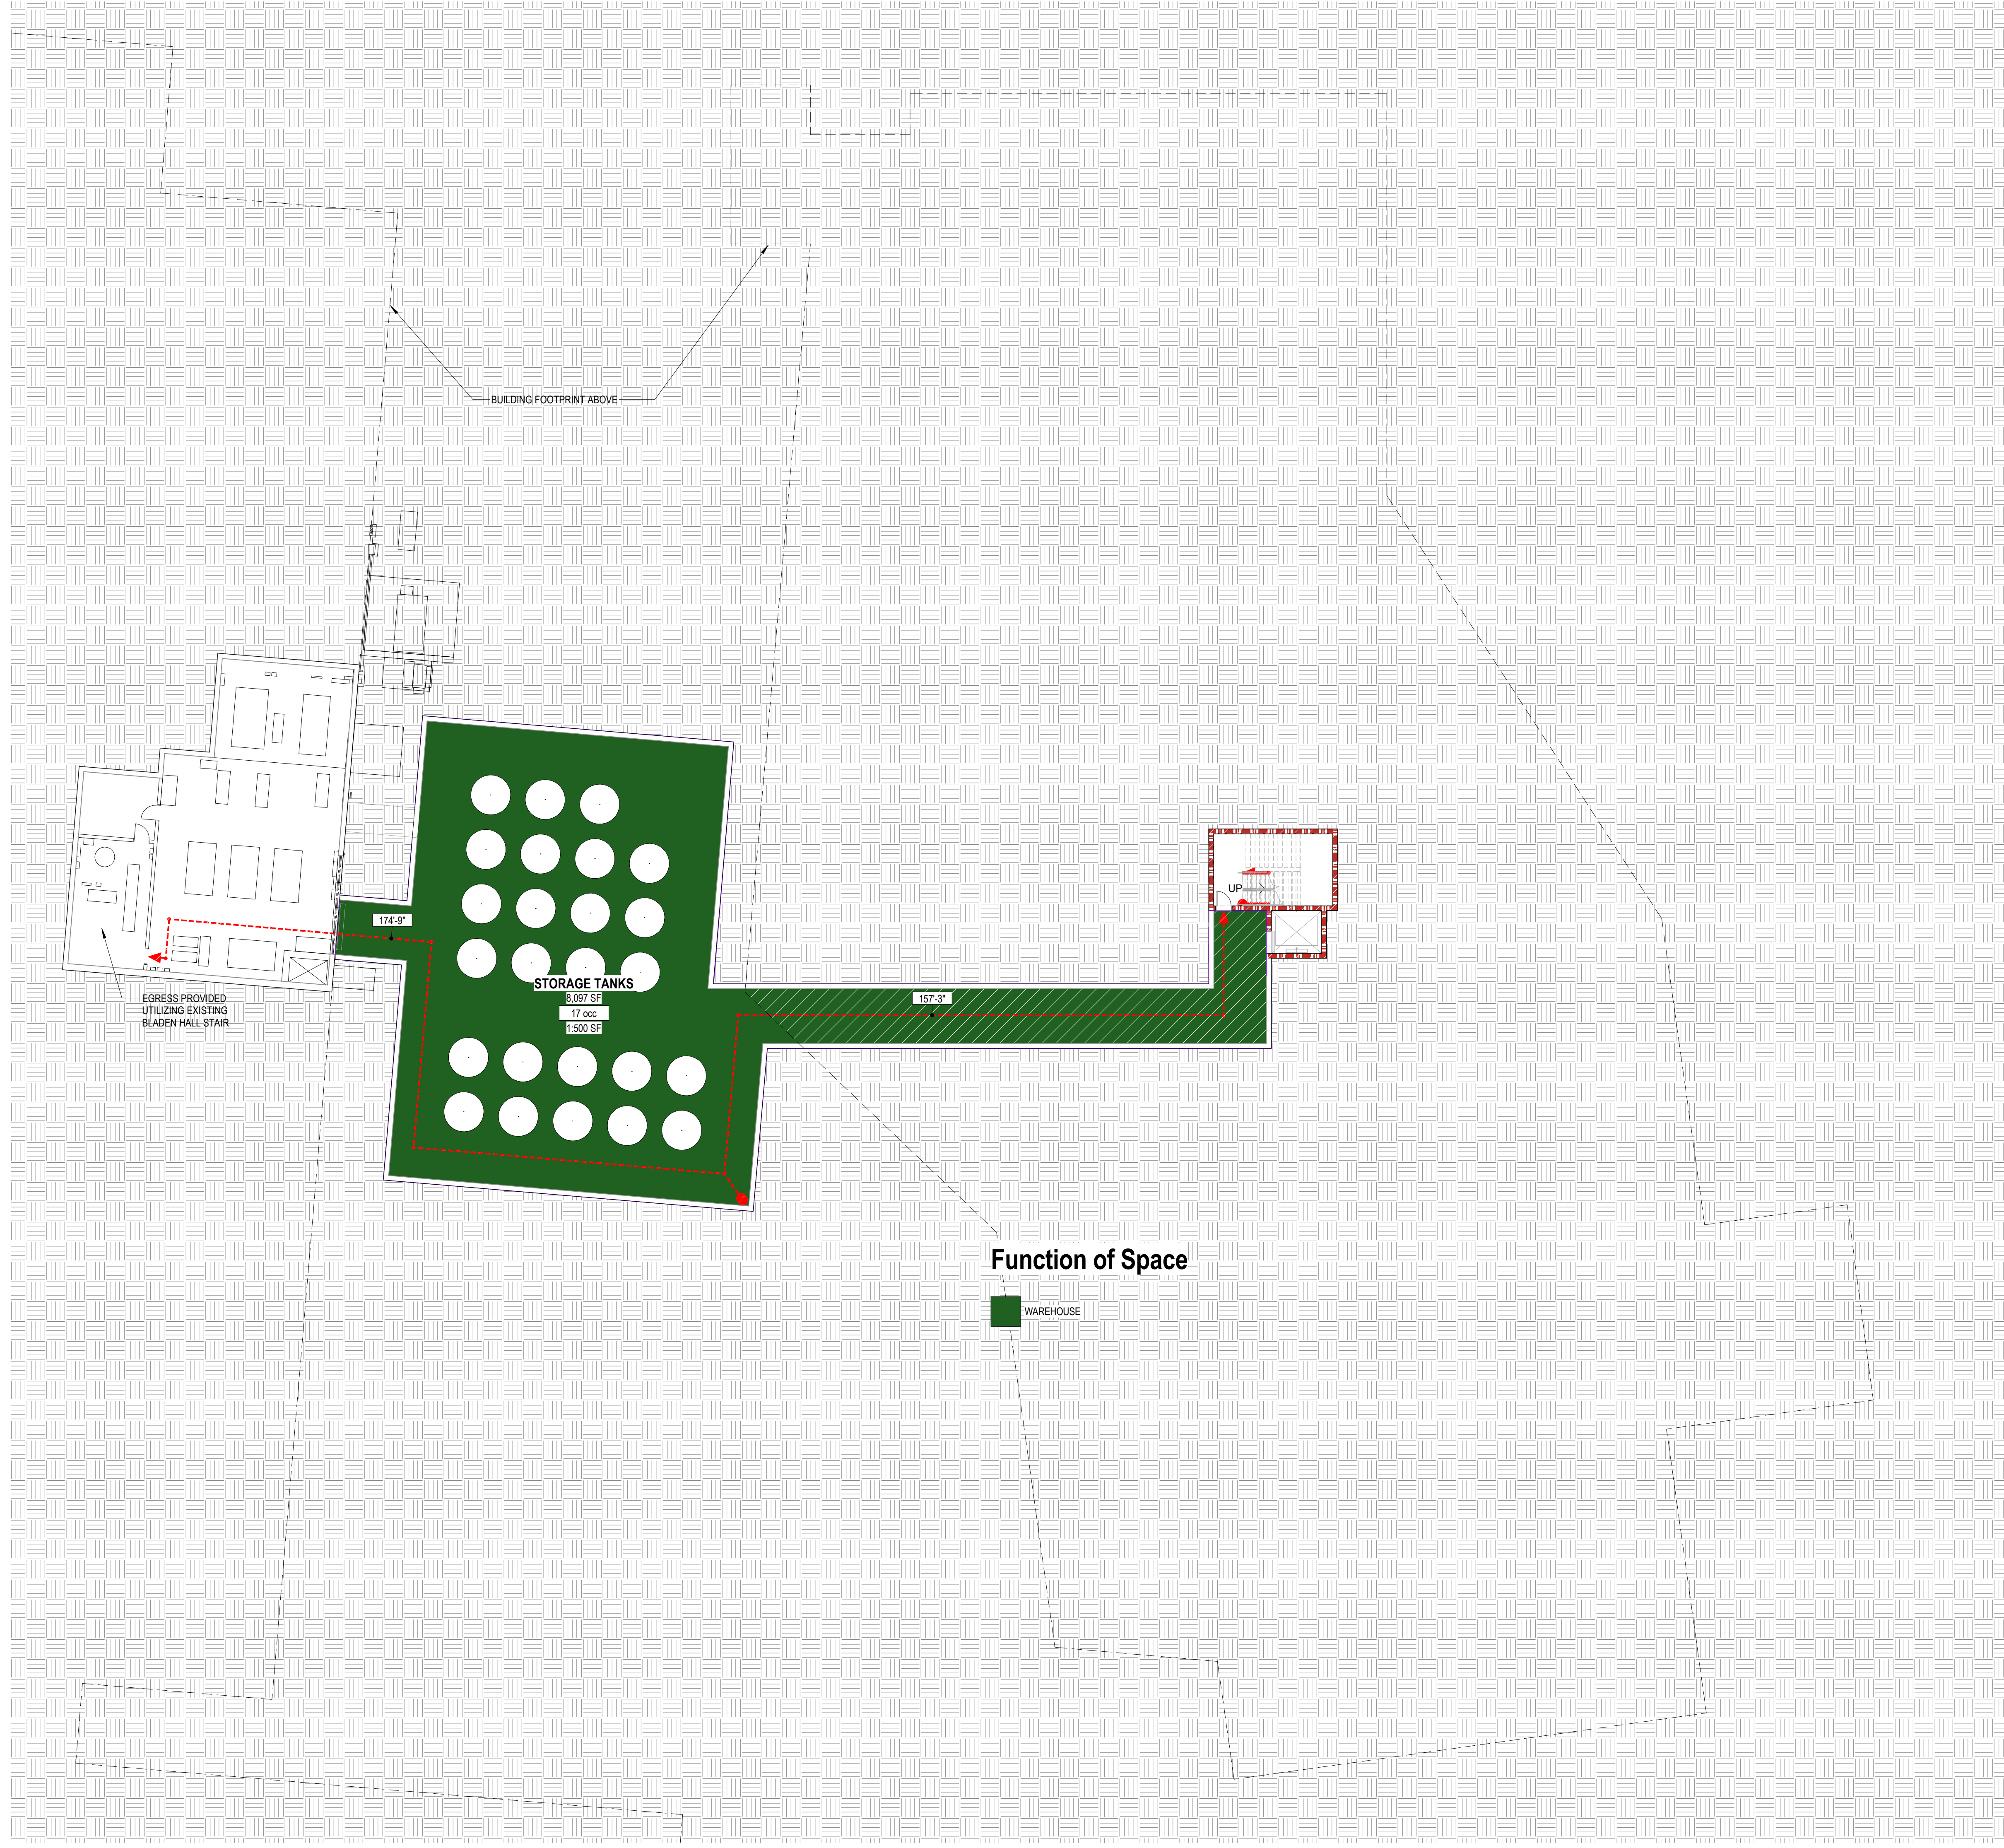 BUILDING FOOTPRINT ABOVE
UP
174'-9"
STORAGE TANKS
8,097 SF
17 occ
1:500 SF
157'-3"
EGRESS PROVIDED
UTILIZING EXISTING
BLADEN HALL STAIR
Function of Space
WAREHOUSE